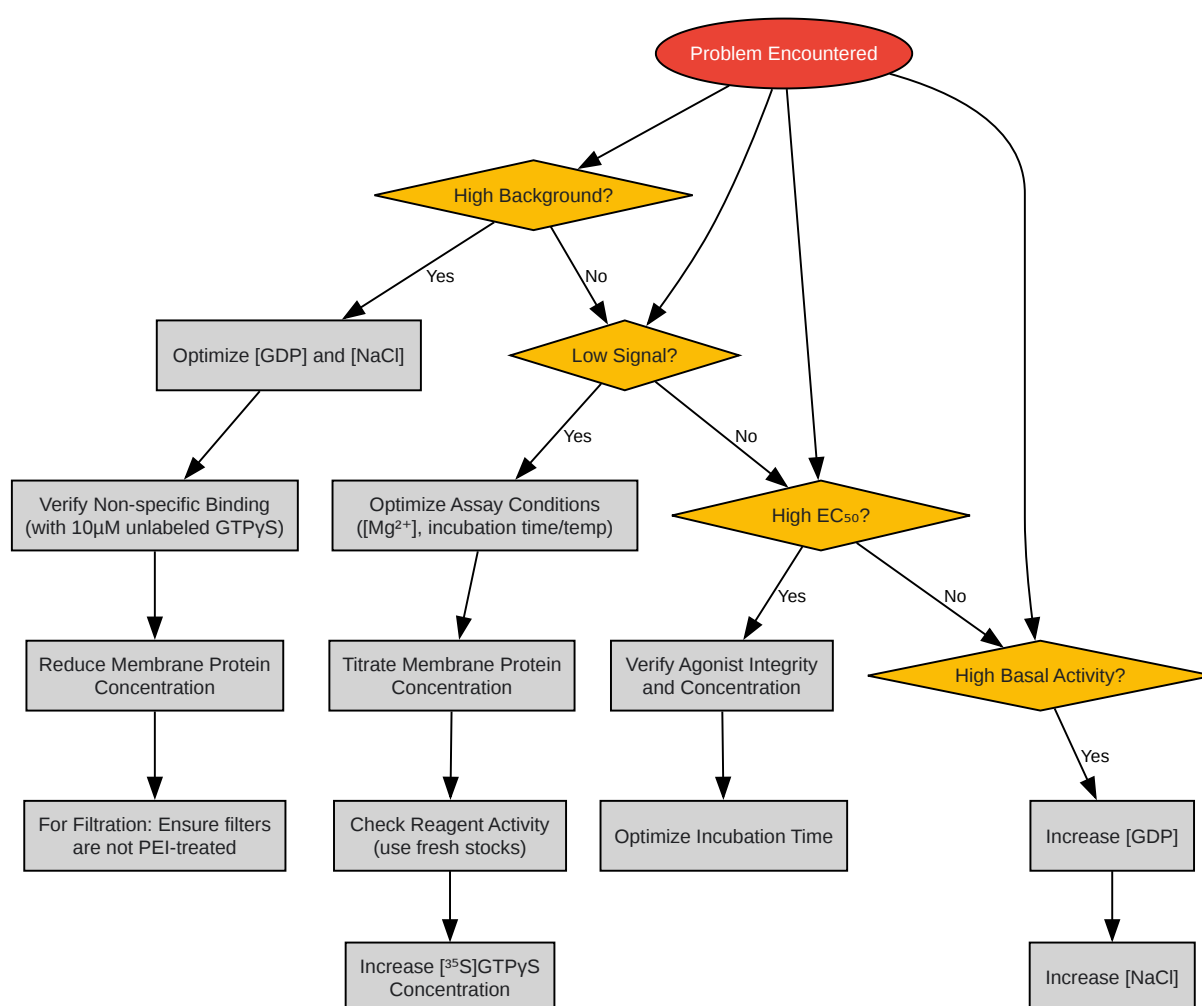 Problem Encountered
High Background?
Yes
No
Optimize [GDP] and [NaCl]
Low Signal?
Yes
No
Verify Non-specific Binding
(with 10µM unlabeled GTPγS)
Optimize Assay Conditions
([Mg²⁺], incubation time/temp)
High EC₅₀?
Yes
No
Reduce Membrane Protein
Concentration
Titrate Membrane Protein
Concentration
Verify Agonist Integrity
and Concentration
High Basal Activity?
Yes
For Filtration: Ensure filters
are not PEI-treated
Check Reagent Activity
(use fresh stocks)
Optimize Incubation Time
Increase [GDP]
Increase [³⁵S]GTPγS
Concentration
Increase [NaCl]